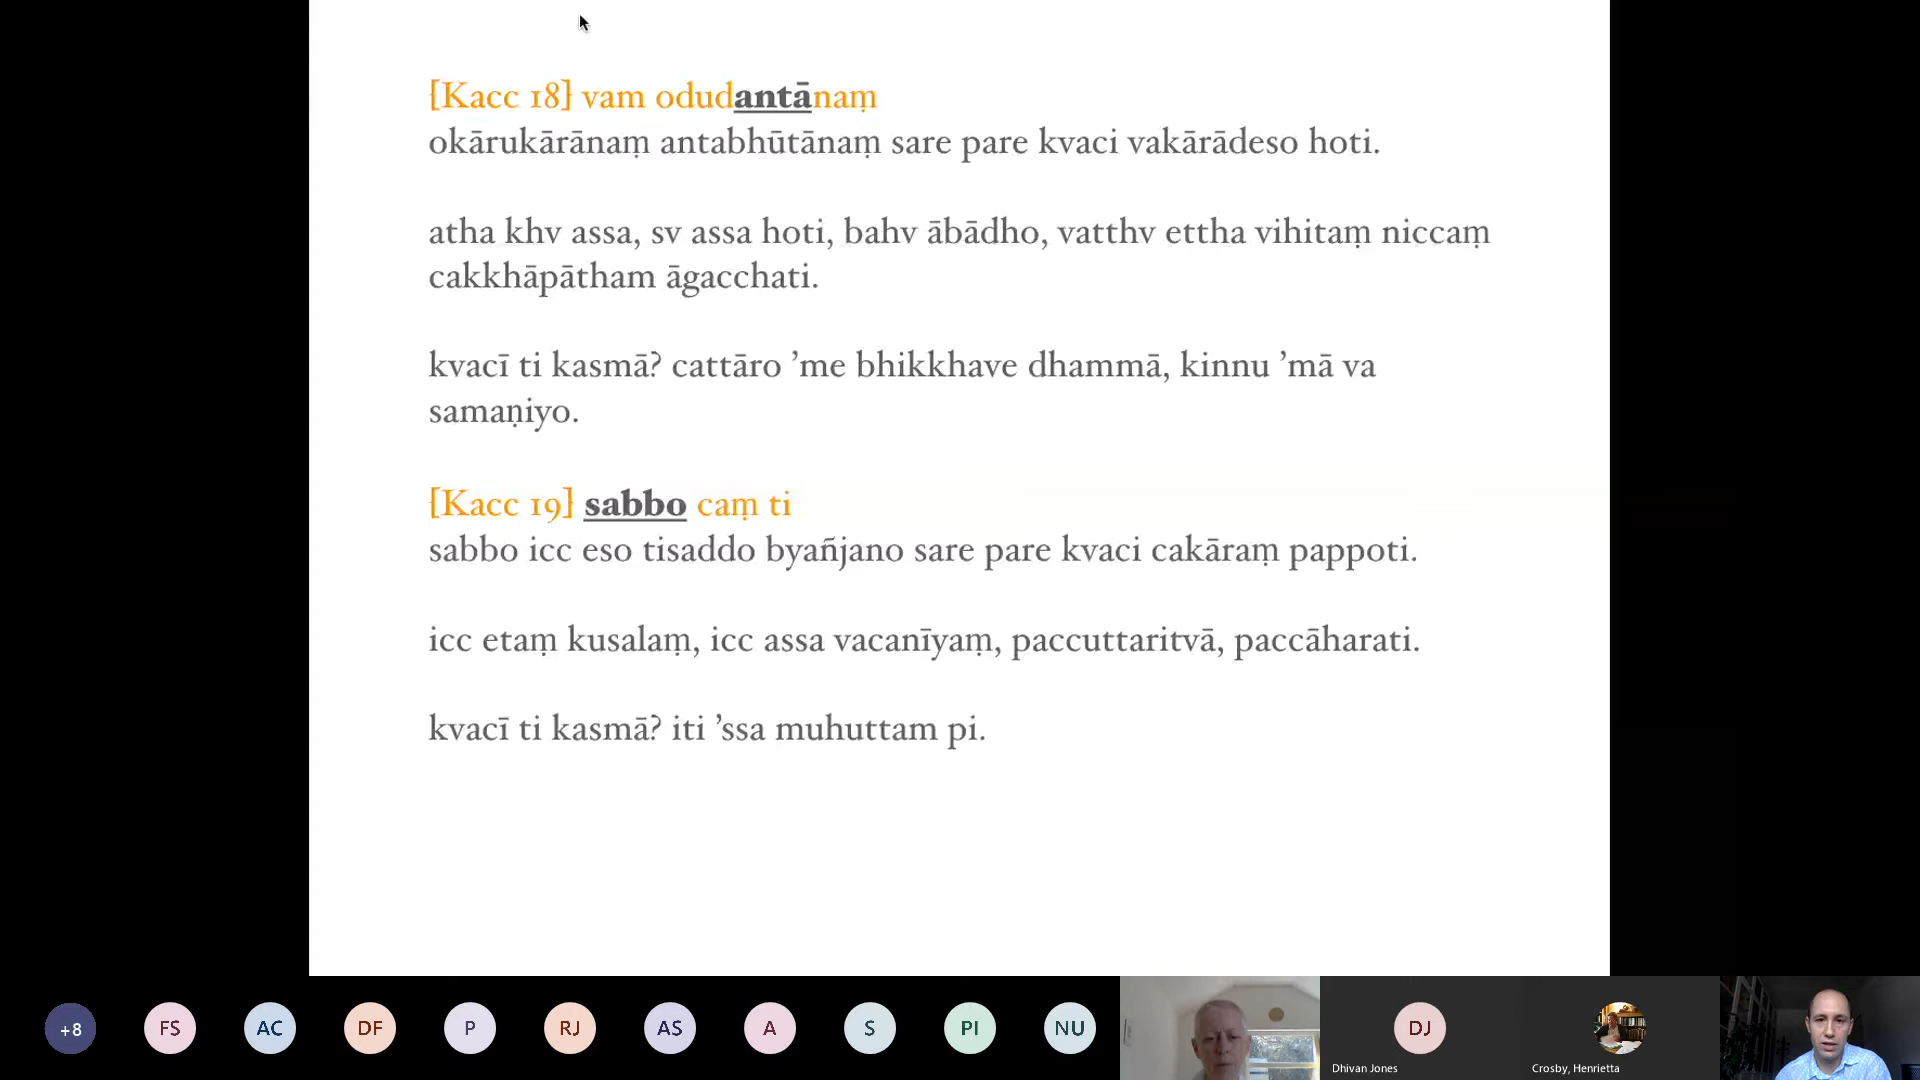 [Kacc 18] vam odudantānaṃ
okārukārānaṃ antabhūtānaṃ sare pare kvaci vakārādeso hoti.
atha khv assa, sv assa hoti, bahv ābādho, vatthv ettha vihitaṃ niccaṃ
cakkhāpātham āgacchati.
kvacī ti kasmā? cattāro ’me bhikkhave dhammā, kinnu ’mā va
samaṇiyo.
[Kacc 19] sabbo caṃ ti
sabbo icc eso tisaddo byañjano sare pare kvaci cakāraṃ pappoti.
icc etaṃ kusalaṃ, icc assa vacanīyaṃ, paccuttaritvā, paccāharati.
kvacī ti kasmā? iti ’ssa muhuttam pi.
+8 FS AC DF P RJ AS A S PI NU DJ
Dhivan Jones Crosby, Henrietta